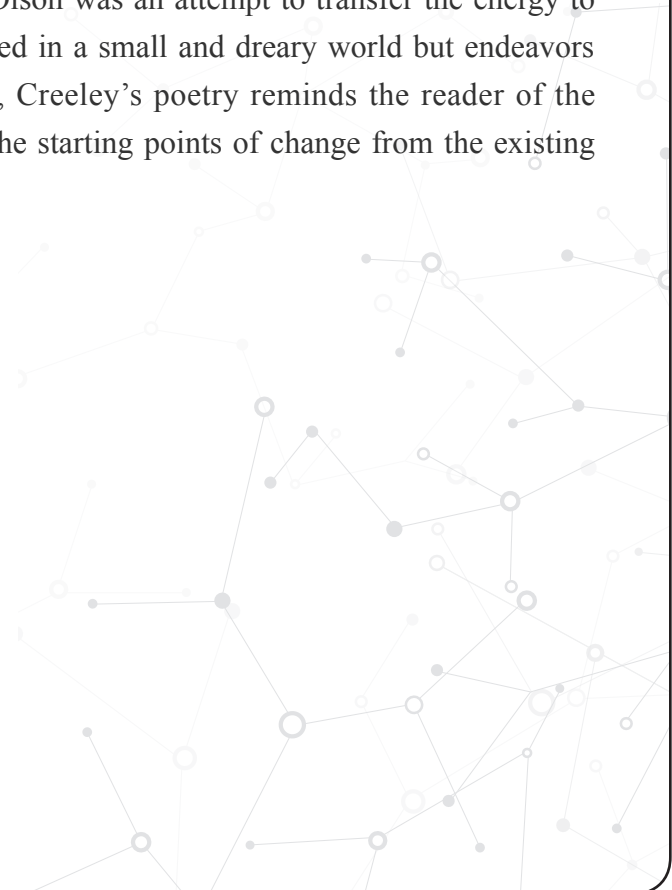 Olson was an attempt to transfer the energy to
ed in a small and dreary world but endeavors
, Creeley’s poetry reminds the reader of the
he starting points of change from the existing